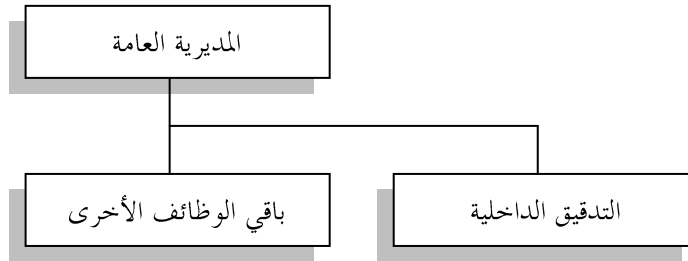 المديرية العامة
التدقيق الداخلية
باقي الوظائف الأخرى